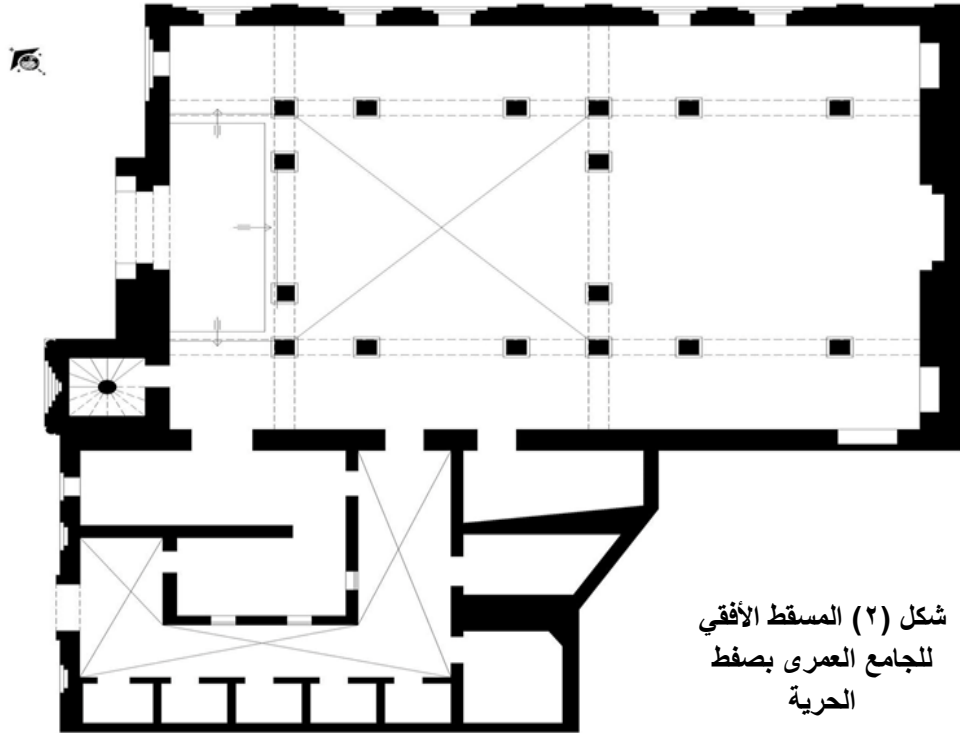 شكل (٢) المسقط الأفقي
للجامع العمرى بصفط
الحرية